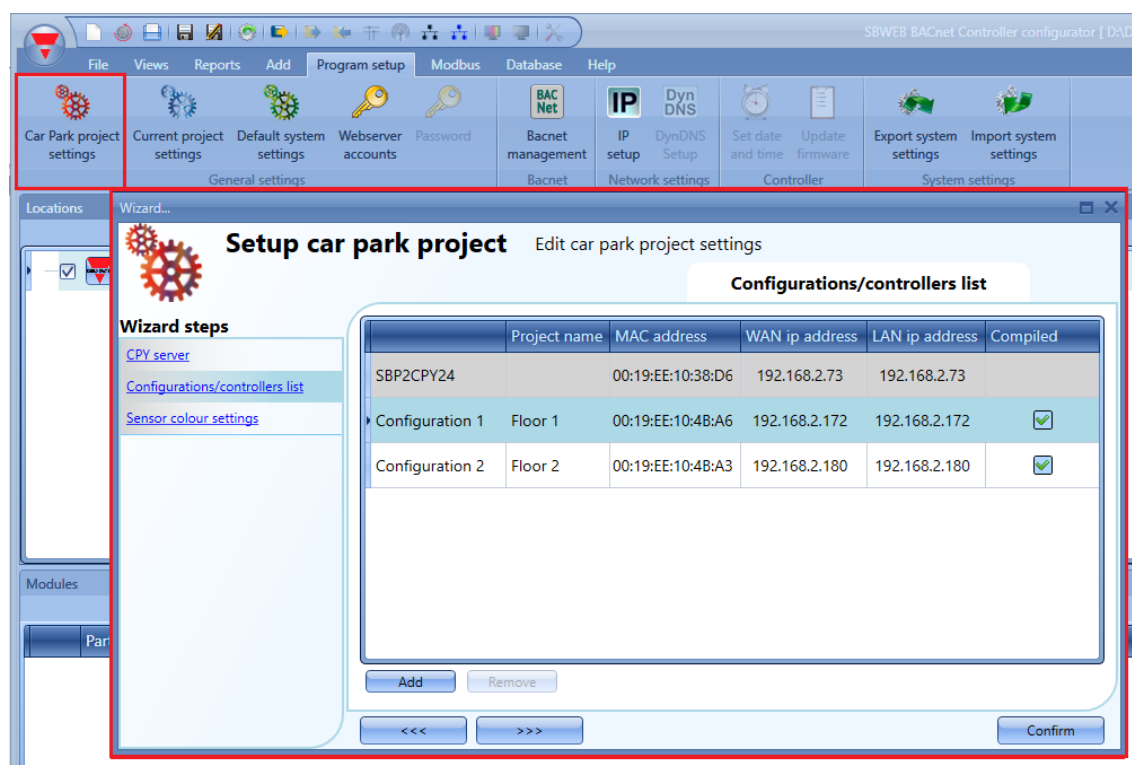 SBWEB BACnet Controller configurator [ D:\D
File Views Reports Add Program setup Modbus Database Help
BAC Net IP Dyn DNS
Car Park project settings Current project settings Default system settings Webserver accounts Password Bacnet management IP setup DynDNS Setup Set date and time Update firmware Export system settings Import system settings
General settings Bacnet Network settings Controller System settings
Locations
Wizard...
Setup car park project Edit car park project settings
Configurations/controllers list
Wizard steps
CPY server
Configurations/controllers list
Sensor colour settings
Project name MAC address WAN ip address LAN ip address Compiled
SBP2CPY24 00:19:EE:10:38:D6 192.168.2.73 192.168.2.73
Configuration 1 Floor 1 00:19:EE:10:4B:A6 192.168.2.172 192.168.2.172
Configuration 2 Floor 2 00:19:EE:10:4B:A3 192.168.2.180 192.168.2.180
Modules
Part
Add Remove
<<< >>> Confirm